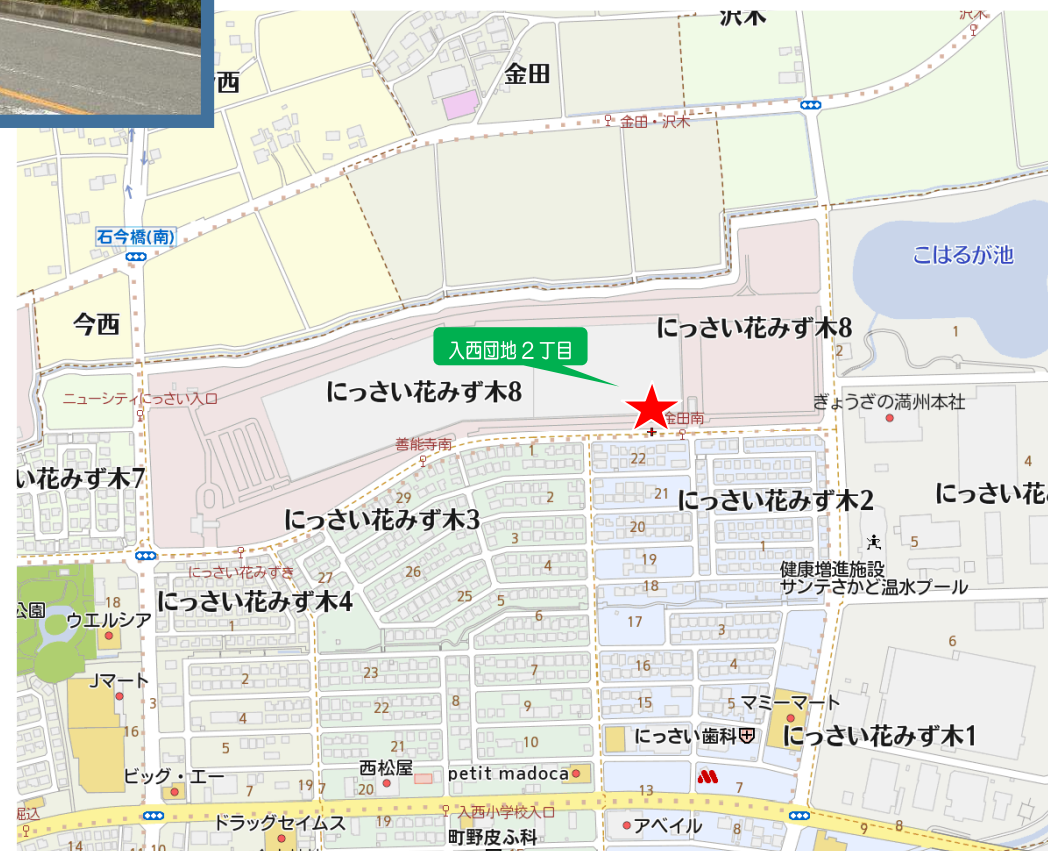 沢木
沢木
金田
西
金田・沢木
石今橋(南)
こはるが池
今西
入西団地２丁目
にっさい花みず木8
1
2
にっさい花みず木8
ニューシティにっさい入口
ぎょうざの満州本社
金田南
善能寺南
1
22
4
い花みず木7
29
2
21
にっさい花みず木2
にっさい花
にっさい花みず木3
20
3
1
5
にっさい花みずき
27
26
4
19
健康増進施設
サンテさかど温水プール
18
にっさい花みず木4
25
5
18
公園
ウエルシア
1
6
17
3
6
Jマート
2
23
7
16
4
3
4
22
8
9
15
5
マミーマート
16
5
21
10
にっさい歯科
にっさい花みず木1
ビッグ・エー
西松屋
petit madoca
7
19
7
20
13
7
堀込
入西小学校入口
ドラッグセイムス
19
町野皮ふ科
アベイル
8
9
8
14
11
10